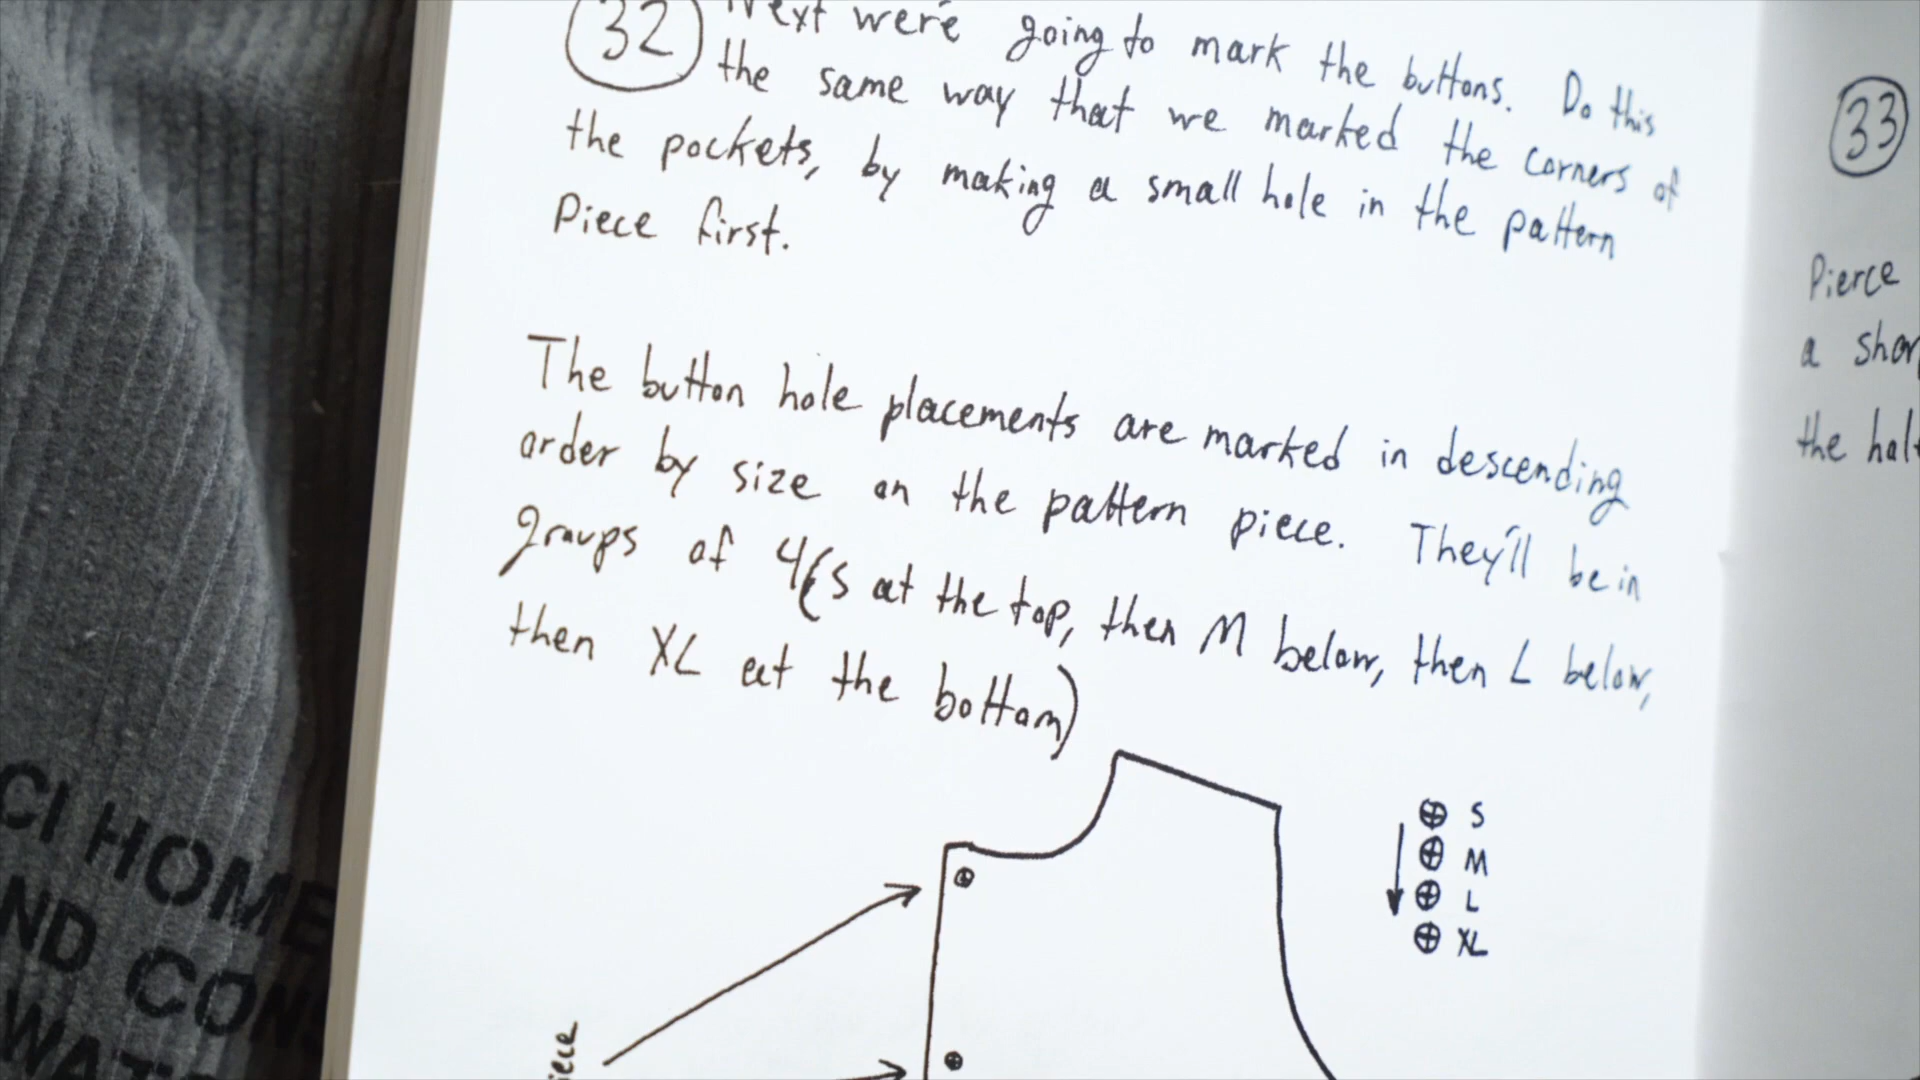 32 Next we're going to mark the buttons. Do this
the same way that we marked the corners of
the pockets, by making a small hole in the pattern
Piece first.
The button hole placements are marked in descending
order by size on the pattern piece. They'll be in
groups of 4 (S at the top, then M below, then L below,
then XL at the bottom)
S
M
L
XL
33
Pierce
a
the
CI HOME
ND